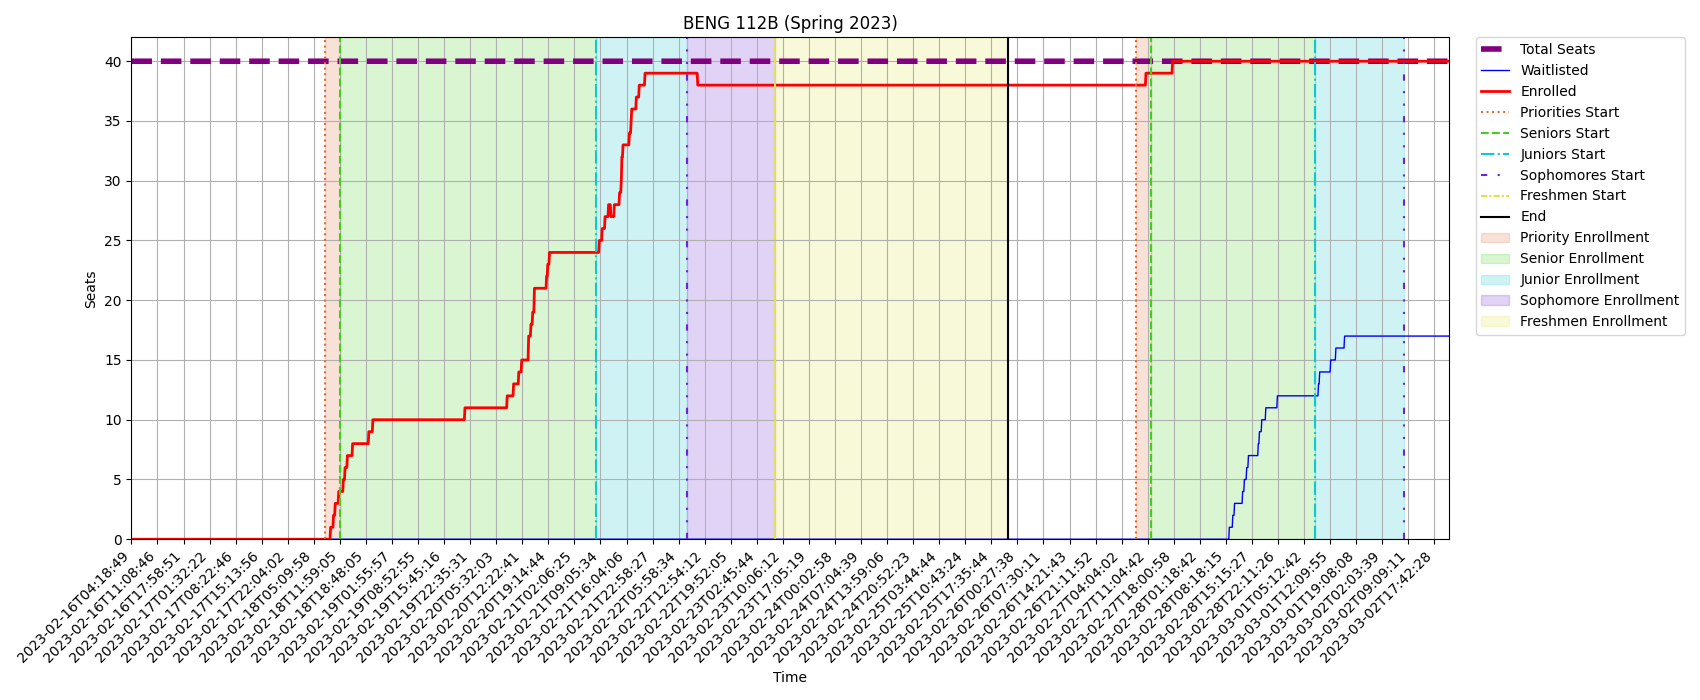 BENG 112B (Spring 2023)
Seats
40
35
30
25
20
15
10
5
0
2023-02-16T04:18:49
2023-02-16T11:08:46
2023-02-16T17:58:51
2023-02-17T01:32:22
2023-02-17T08:22:46
2023-02-17T15:13:56
2023-02-17T22:04:02
2023-02-18T05:09:58
2023-02-18T11:59:05
2023-02-18T18:48:05
2023-02-19T01:55:57
2023-02-19T08:52:55
2023-02-19T15:45:16
2023-02-19T22:35:31
2023-02-20T05:32:03
2023-02-20T12:22:41
2023-02-20T19:14:44
2023-02-21T02:06:25
2023-02-21T09:05:34
2023-02-21T16:04:06
2023-02-21T22:58:27
2023-02-22T05:58:34
2023-02-22T12:54:12
2023-02-22T19:52:05
2023-02-23T02:45:44
2023-02-23T10:06:12
2023-02-23T17:05:19
2023-02-24T00:02:58
2023-02-24T07:04:39
2023-02-24T13:59:06
2023-02-24T20:52:23
2023-02-25T03:44:44
2023-02-25T10:43:24
2023-02-25T17:35:44
2023-02-26T00:27:38
2023-02-26T07:30:11
2023-02-26T14:21:43
2023-02-26T21:11:52
2023-02-27T04:04:02
2023-02-27T11:04:42
2023-02-27T18:00:58
2023-02-28T01:18:42
2023-02-28T08:18:15
2023-02-28T15:15:27
2023-02-28T22:11:26
2023-03-01T05:12:42
2023-03-01T12:09:55
2023-03-01T19:08:08
2023-03-02T02:03:39
2023-03-02T09:09:11
2023-03-02T17:42:28
Time
Total Seats
Waitlisted
Enrolled
Priorities Start
Seniors Start
Juniors Start
Sophomores Start
Freshmen Start
End
Priority Enrollment
Senior Enrollment
Junior Enrollment
Sophomore Enrollment
Freshmen Enrollment